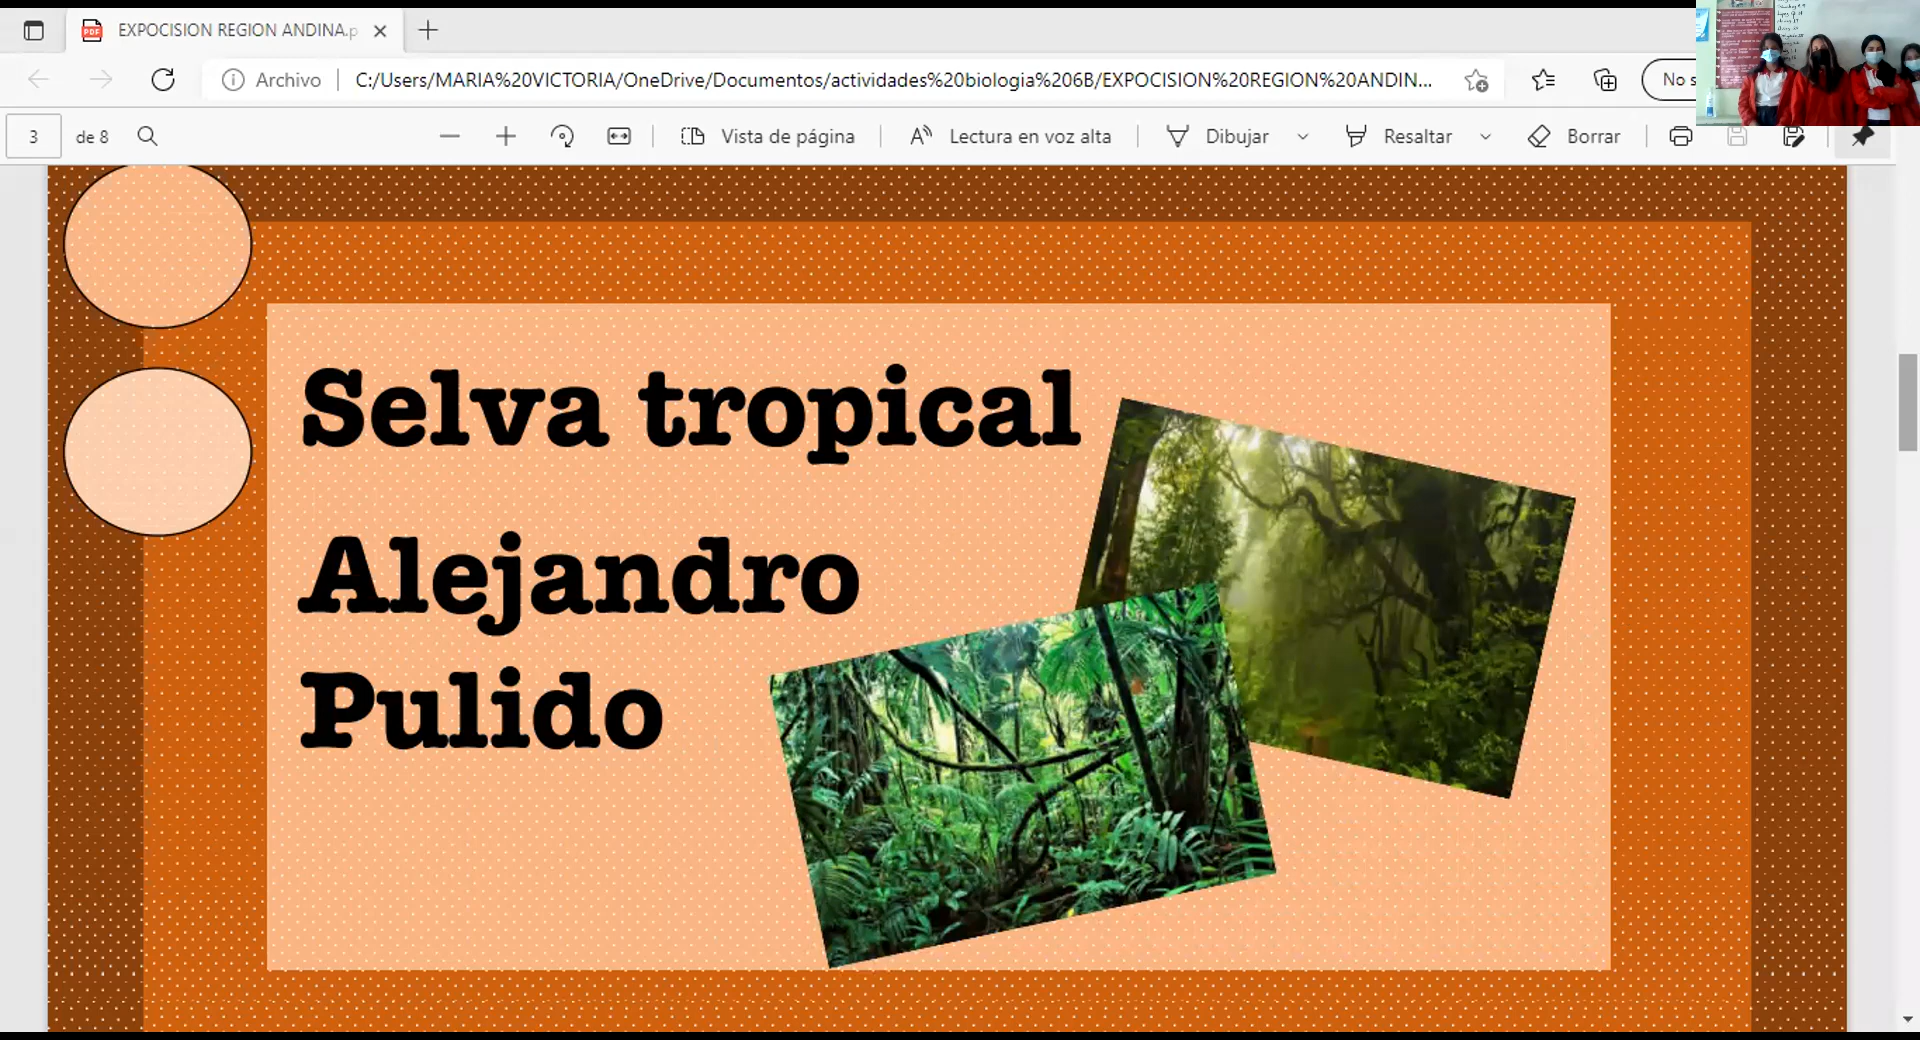 EXPOCISION REGION ANDINA.p
Archivo
C:/Users/MARIA%20VICTORIA/OneDrive/Documentos/actividades%20biologia%206B/EXPOCISION%20REGION%20ANDIN...
No s
3 de 8
Vista de página
Lectura en voz alta
Dibujar
Resaltar
Borrar
Selva tropical
Alejandro
Pulido